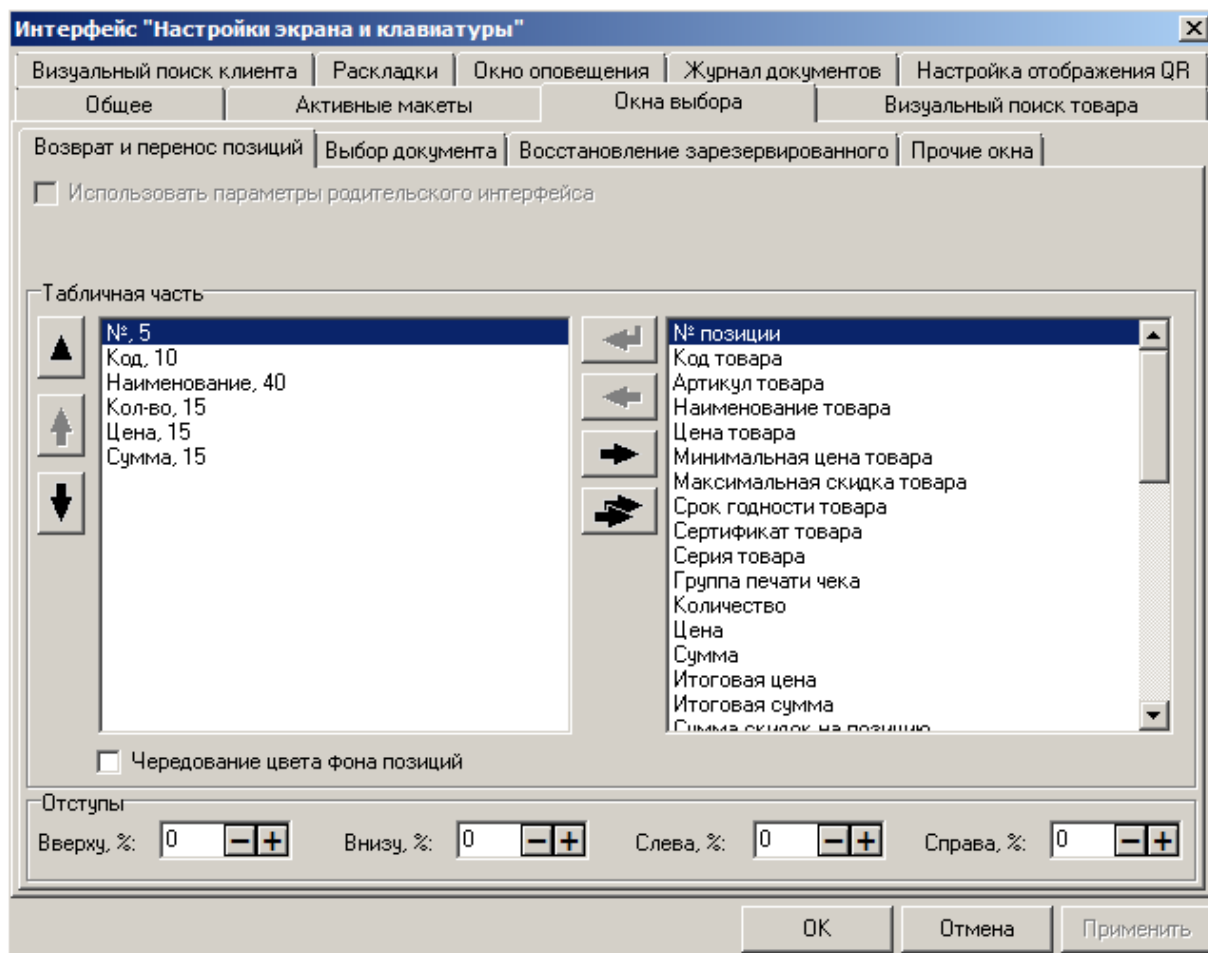 Интерфейс "Настройки экрана и клавиатуры"
Визуальный поиск клиента Раскладки Окно оповещения Журнал документов Настройка отображения QR
Общее Активные макеты Окна выбора Визуальный поиск товара
Возврат и перенос позиций Выбор документа Восстановление зарезервированного Прочие окна
Использовать параметры родительского интерфейса
Табличная часть
№, 5
Код, 10
Наименование, 40
Кол-во, 15
Цена, 15
Сумма, 15
№ позиции
Код товара
Артикул товара
Наименование товара
Цена товара
Минимальная цена товара
Максимальная скидка товара
Срок годности товара
Сертификат товара
Серия товара
Группа печати чека
Количество
Цена
Сумма
Итоговая цена
Итоговая сумма
Сумма скидок на позицию
Чередование цвета фона позиций
Отступы
Вверху, %: 0 Внизу, %: 0 Слева, %: 0 Справа, %: 0
OK Отмена Применить